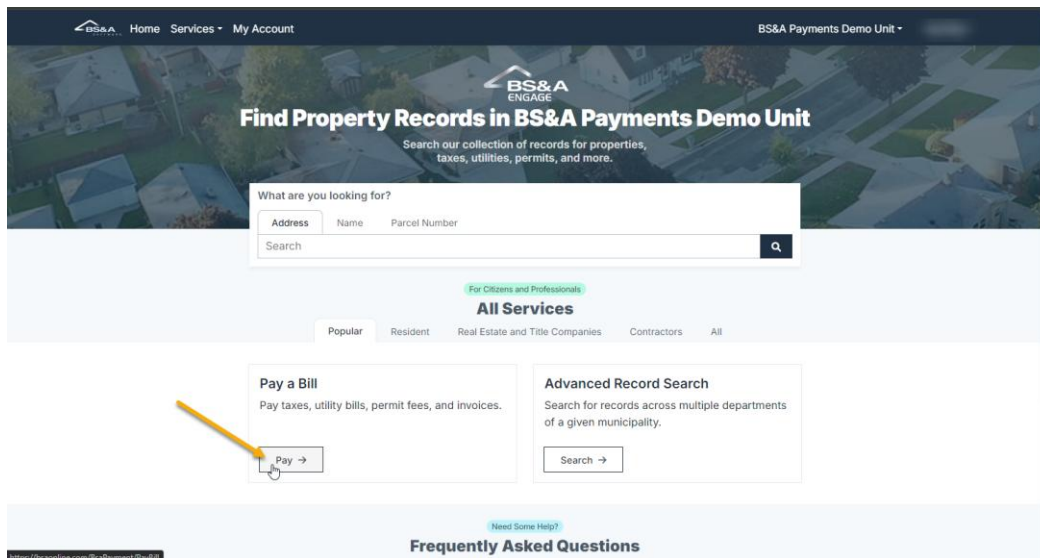 BS&A Home Services My Account BS&A Payments Demo Unit
BS&A
ENGAGE
Find Property Records in BS&A Payments Demo Unit
Search our collection of records for properties,
taxes, utilities, permits, and more.
What are you looking for?
Address Name Parcel Number
Search
For Citizens and Professionals
All Services
Popular Resident Real Estate and Title Companies Contractors All
Pay a Bill
Pay taxes, utility bills, permit fees, and invoices.
Pay →
Advanced Record Search
Search for records across multiple departments
of a given municipality.
Search →
Need Some Help?
Frequently Asked Questions